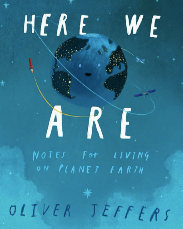 HERE WE
ARE
NOTES FOR LIVING
ON PLANET EARTH
OLIVER JEFFERS